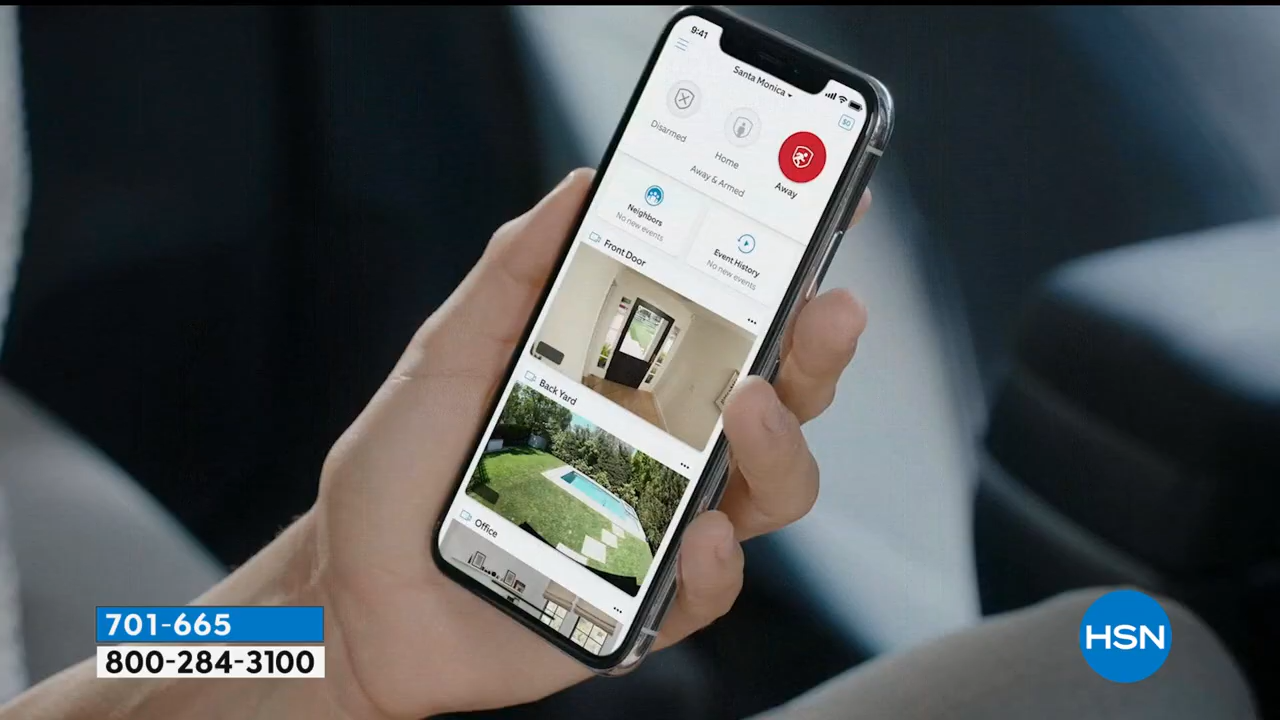 9:41
Santa Monica
Disarmed
Home
Away
Away & Armed
Neighbors
No new events
Event History
No new events
Front Door
Back Yard
Office
701-665
800-284-3100
HSN